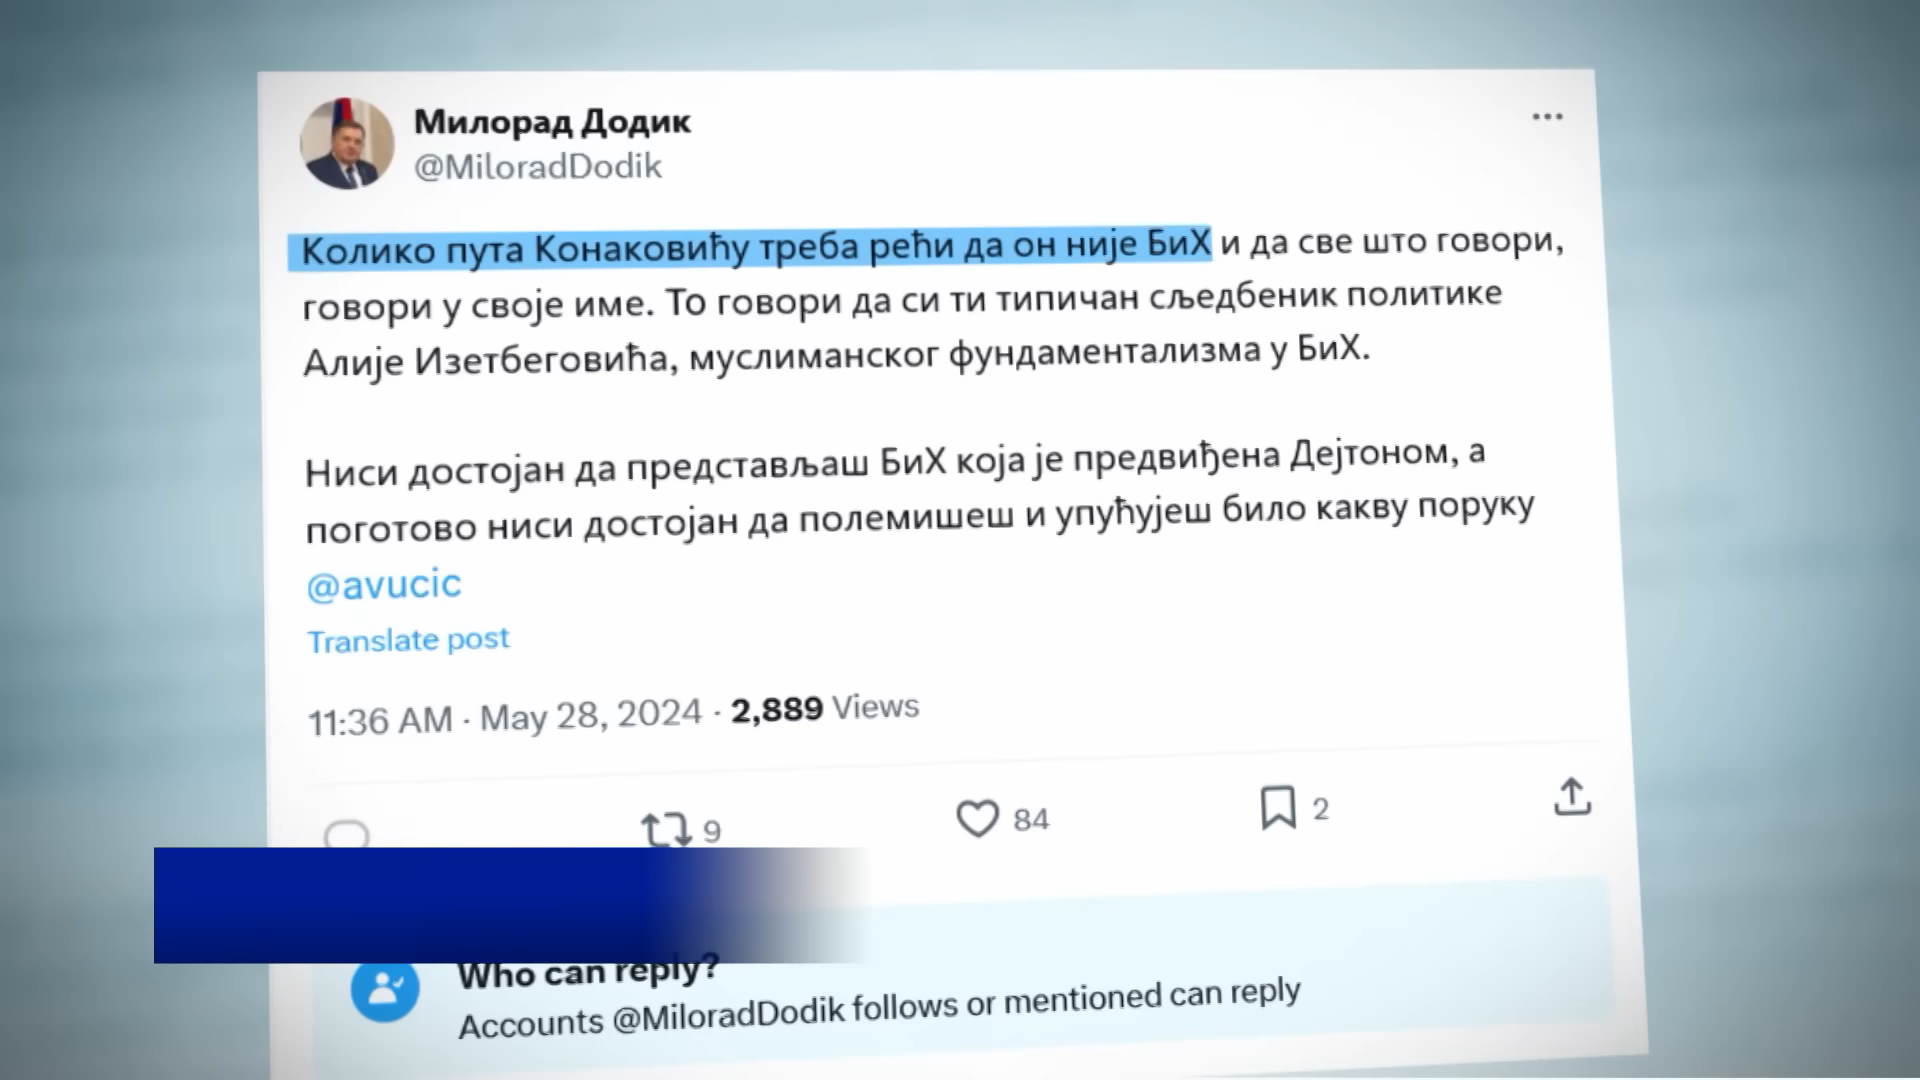 Милорад Додик
@MiloradDodik
Колико пута Конаковићу треба рећи да он није БиХ и да све што говори,
говори у своје име. То говори да си ти типичан сљедбеник политике
Алије Изетбеговића, муслиманског фундаментализма у БиХ.
Ниси достојан да представљаш БиХ која је предвиђена Дејтоном, а
поготово ниси достојан да полемишеш и упућујеш било какву поруку
@avucic
Translate post
11:36 AM · May 28, 2024 · 2,889 Views
9 84 2
Who can reply?
Accounts @MiloradDodik follows or mentioned can reply